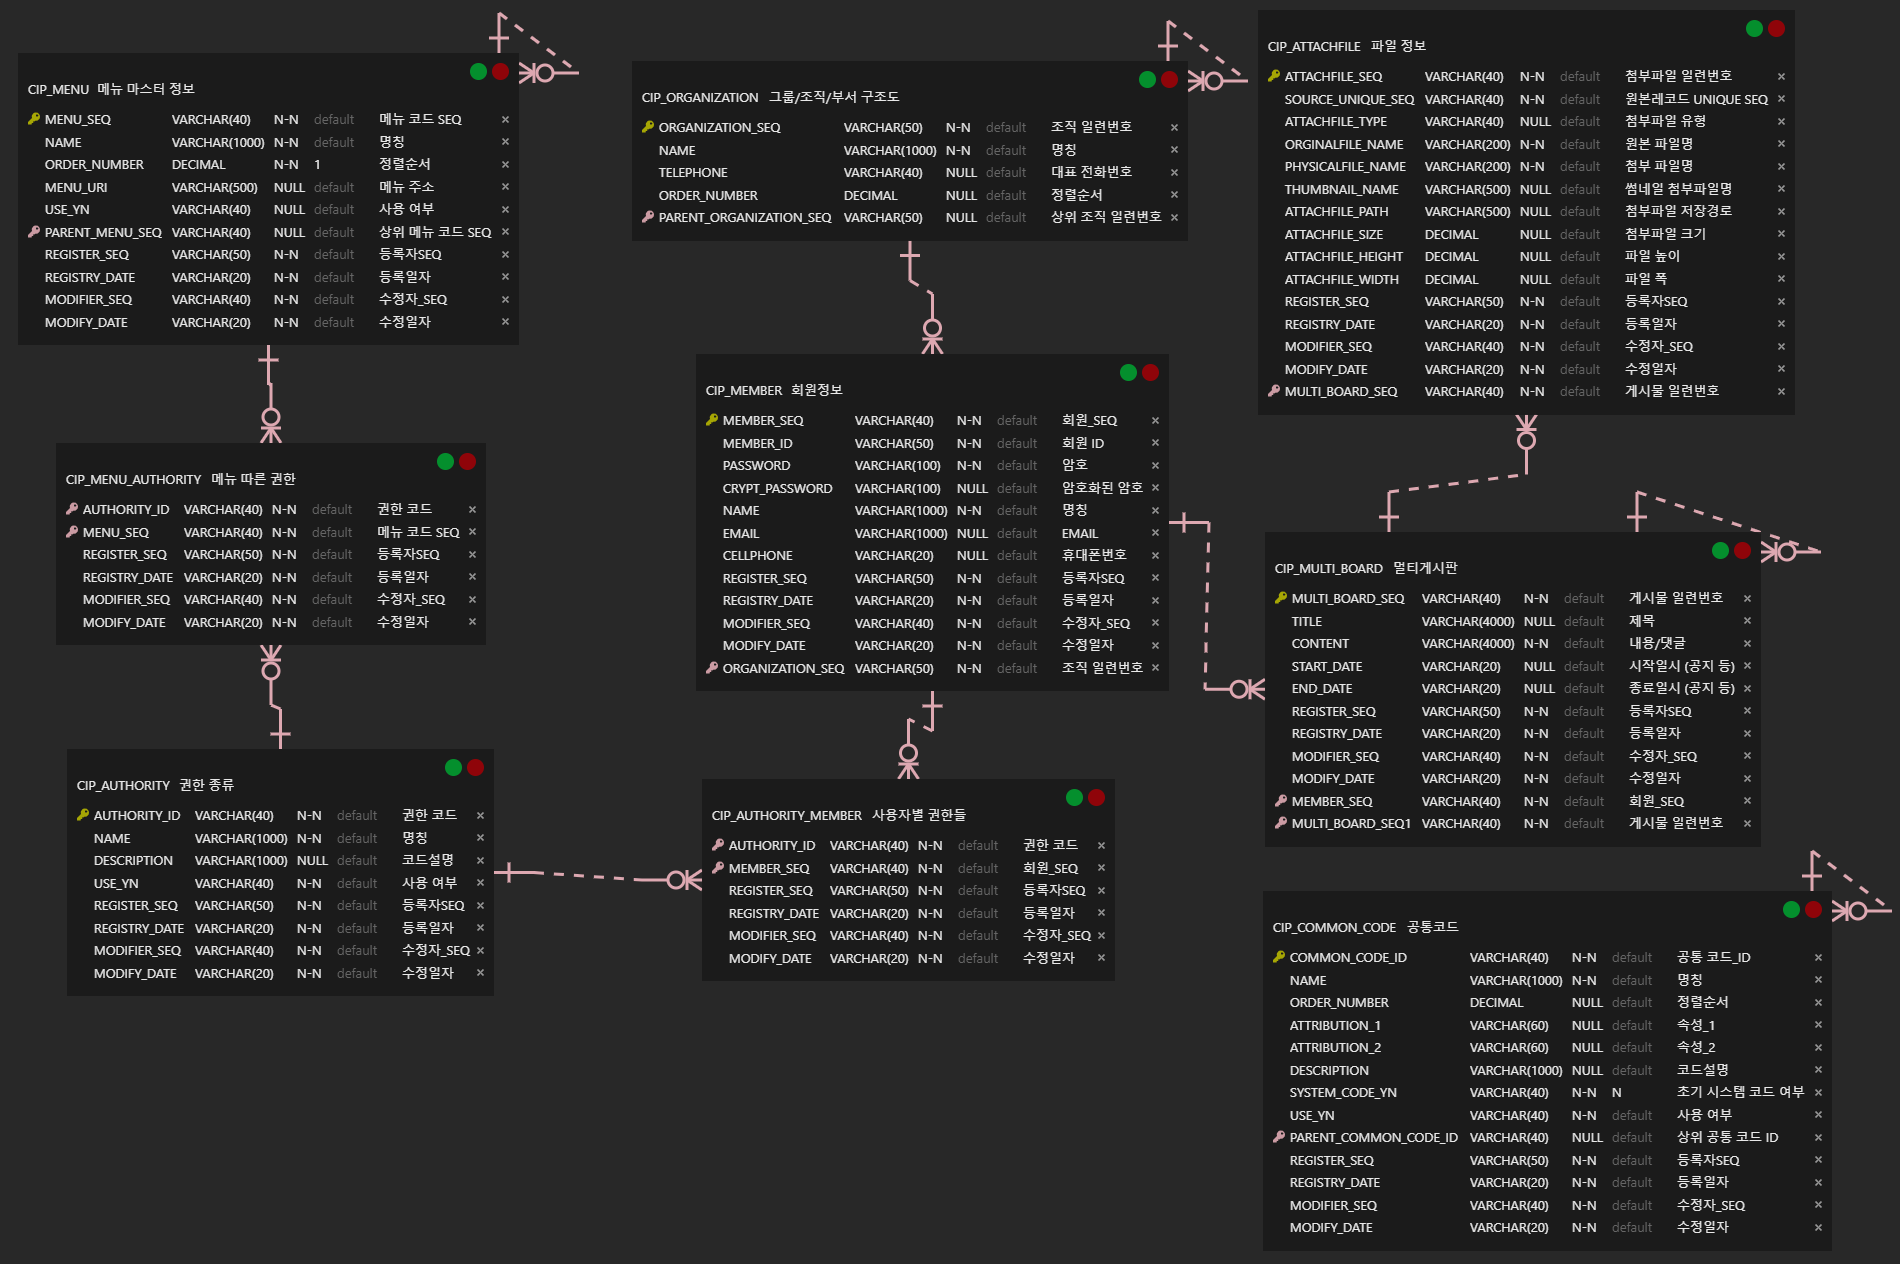 CIP_MENU 메뉴 마스터 정보
MENU_SEQ VARCHAR(40) N-N default 메뉴 코드 SEQ ×
NAME VARCHAR(1000) N-N default 명칭 ×
ORDER_NUMBER DECIMAL N-N 1 정렬순서 ×
MENU_URI VARCHAR(500) NULL default 메뉴 주소 ×
USE_YN VARCHAR(40) NULL default 사용 여부 ×
PARENT_MENU_SEQ VARCHAR(40) NULL default 상위 메뉴 코드 SEQ ×
REGISTER_SEQ VARCHAR(50) N-N default 등록자SEQ ×
REGISTRY_DATE VARCHAR(20) N-N default 등록일자 ×
MODIFIER_SEQ VARCHAR(40) N-N default 수정자_SEQ ×
MODIFY_DATE VARCHAR(20) N-N default 수정일자 ×
CIP_ORGANIZATION 그룹/조직/부서 구조도
ORGANIZATION_SEQ VARCHAR(50) N-N default 조직 일련번호 ×
NAME VARCHAR(1000) N-N default 명칭 ×
TELEPHONE VARCHAR(40) NULL default 대표 전화번호 ×
ORDER_NUMBER DECIMAL NULL default 정렬순서 ×
PARENT_ORGANIZATION_SEQ VARCHAR(50) NULL default 상위 조직 일련번호 ×
CIP_ATTACHFILE 파일 정보
ATTACHFILE_SEQ VARCHAR(40) N-N default 첨부파일 일련번호 ×
SOURCE_UNIQUE_SEQ VARCHAR(40) N-N default 원본레코드 UNIQUE SEQ ×
ATTACHFILE_TYPE VARCHAR(40) NULL default 첨부파일 유형 ×
ORGINALFILE_NAME VARCHAR(200) N-N default 원본 파일명 ×
PHYSICALFILE_NAME VARCHAR(200) N-N default 첨부 파일명 ×
THUMBNAIL_NAME VARCHAR(500) NULL default 썸네일 첨부파일명 ×
ATTACHFILE_PATH VARCHAR(500) NULL default 첨부파일 저장경로 ×
ATTACHFILE_SIZE DECIMAL NULL default 첨부파일 크기 ×
ATTACHFILE_HEIGHT DECIMAL NULL default 파일 높이 ×
ATTACHFILE_WIDTH DECIMAL NULL default 파일 폭 ×
REGISTER_SEQ VARCHAR(50) N-N default 등록자SEQ ×
REGISTRY_DATE VARCHAR(20) N-N default 등록일자 ×
MODIFIER_SEQ VARCHAR(40) N-N default 수정자_SEQ ×
MODIFY_DATE VARCHAR(20) N-N default 수정일자 ×
MULTI_BOARD_SEQ VARCHAR(40) N-N default 게시물 일련번호 ×
CIP_MEMBER 회원정보
MEMBER_SEQ VARCHAR(40) N-N default 회원_SEQ ×
MEMBER_ID VARCHAR(50) N-N default 회원 ID ×
PASSWORD VARCHAR(100) N-N default 암호 ×
CRYPT_PASSWORD VARCHAR(100) NULL default 암호화된 암호 ×
NAME VARCHAR(1000) N-N default 명칭 ×
EMAIL VARCHAR(1000) NULL default EMAIL ×
CELLPHONE VARCHAR(20) NULL default 휴대폰번호 ×
REGISTER_SEQ VARCHAR(50) N-N default 등록자SEQ ×
REGISTRY_DATE VARCHAR(20) N-N default 등록일자 ×
MODIFIER_SEQ VARCHAR(40) N-N default 수정자_SEQ ×
MODIFY_DATE VARCHAR(20) N-N default 수정일자 ×
ORGANIZATION_SEQ VARCHAR(50) N-N default 조직 일련번호 ×
CIP_MENU_AUTHORITY 메뉴 따른 권한
AUTHORITY_ID VARCHAR(40) N-N default 권한 코드 ×
MENU_SEQ VARCHAR(40) N-N default 메뉴 코드 SEQ ×
REGISTER_SEQ VARCHAR(50) N-N default 등록자SEQ ×
REGISTRY_DATE VARCHAR(20) N-N default 등록일자 ×
MODIFIER_SEQ VARCHAR(40) N-N default 수정자_SEQ ×
MODIFY_DATE VARCHAR(20) N-N default 수정일자 ×
CIP_MULTI_BOARD 멀티게시판
MULTI_BOARD_SEQ VARCHAR(40) N-N default 게시물 일련번호 ×
TITLE VARCHAR(4000) NULL default 제목 ×
CONTENT VARCHAR(4000) N-N default 내용/댓글 ×
START_DATE VARCHAR(20) NULL default 시작일시 (공지 등) ×
END_DATE VARCHAR(20) NULL default 종료일시 (공지 등) ×
REGISTER_SEQ VARCHAR(50) N-N default 등록자SEQ ×
REGISTRY_DATE VARCHAR(20) N-N default 등록일자 ×
MODIFIER_SEQ VARCHAR(40) N-N default 수정자_SEQ ×
MODIFY_DATE VARCHAR(20) N-N default 수정일자 ×
MEMBER_SEQ VARCHAR(40) N-N default 회원_SEQ ×
MULTI_BOARD_SEQ1 VARCHAR(40) N-N default 게시물 일련번호 ×
CIP_AUTHORITY 권한 종류
AUTHORITY_ID VARCHAR(40) N-N default 권한 코드 ×
NAME VARCHAR(1000) N-N default 명칭 ×
DESCRIPTION VARCHAR(1000) NULL default 코드설명 ×
USE_YN VARCHAR(40) N-N default 사용 여부 ×
REGISTER_SEQ VARCHAR(50) N-N default 등록자SEQ ×
REGISTRY_DATE VARCHAR(20) N-N default 등록일자 ×
MODIFIER_SEQ VARCHAR(40) N-N default 수정자_SEQ ×
MODIFY_DATE VARCHAR(20) N-N default 수정일자 ×
CIP_AUTHORITY_MEMBER 사용자별 권한들
AUTHORITY_ID VARCHAR(40) N-N default 권한 코드 ×
MEMBER_SEQ VARCHAR(40) N-N default 회원_SEQ ×
REGISTER_SEQ VARCHAR(50) N-N default 등록자SEQ ×
REGISTRY_DATE VARCHAR(20) N-N default 등록일자 ×
MODIFIER_SEQ VARCHAR(40) N-N default 수정자_SEQ ×
MODIFY_DATE VARCHAR(20) N-N default 수정일자 ×
CIP_COMMON_CODE 공통코드
COMMON_CODE_ID VARCHAR(40) N-N default 공통 코드_ID ×
NAME VARCHAR(1000) N-N default 명칭 ×
ORDER_NUMBER DECIMAL NULL default 정렬순서 ×
ATTRIBUTION_1 VARCHAR(60) NULL default 속성_1 ×
ATTRIBUTION_2 VARCHAR(60) NULL default 속성_2 ×
DESCRIPTION VARCHAR(1000) NULL default 코드설명 ×
SYSTEM_CODE_YN VARCHAR(40) N-N N 초기 시스템 코드 여부 ×
USE_YN VARCHAR(40) N-N default 사용 여부 ×
PARENT_COMMON_CODE_ID VARCHAR(40) NULL default 상위 공통 코드 ID ×
REGISTER_SEQ VARCHAR(50) N-N default 등록자SEQ ×
REGISTRY_DATE VARCHAR(20) N-N default 등록일자 ×
MODIFIER_SEQ VARCHAR(40) N-N default 수정자_SEQ ×
MODIFY_DATE VARCHAR(20) N-N default 수정일자 ×